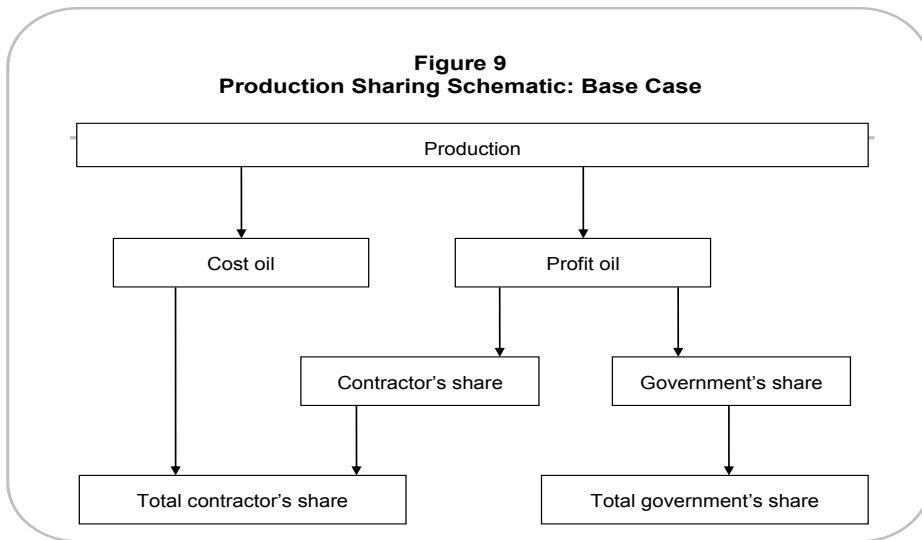 Figure 9
Production Sharing Schematic: Base Case
Production
Cost oil
Profit oil
Contractor’s share
Government’s share
Total contractor’s share
Total government’s share